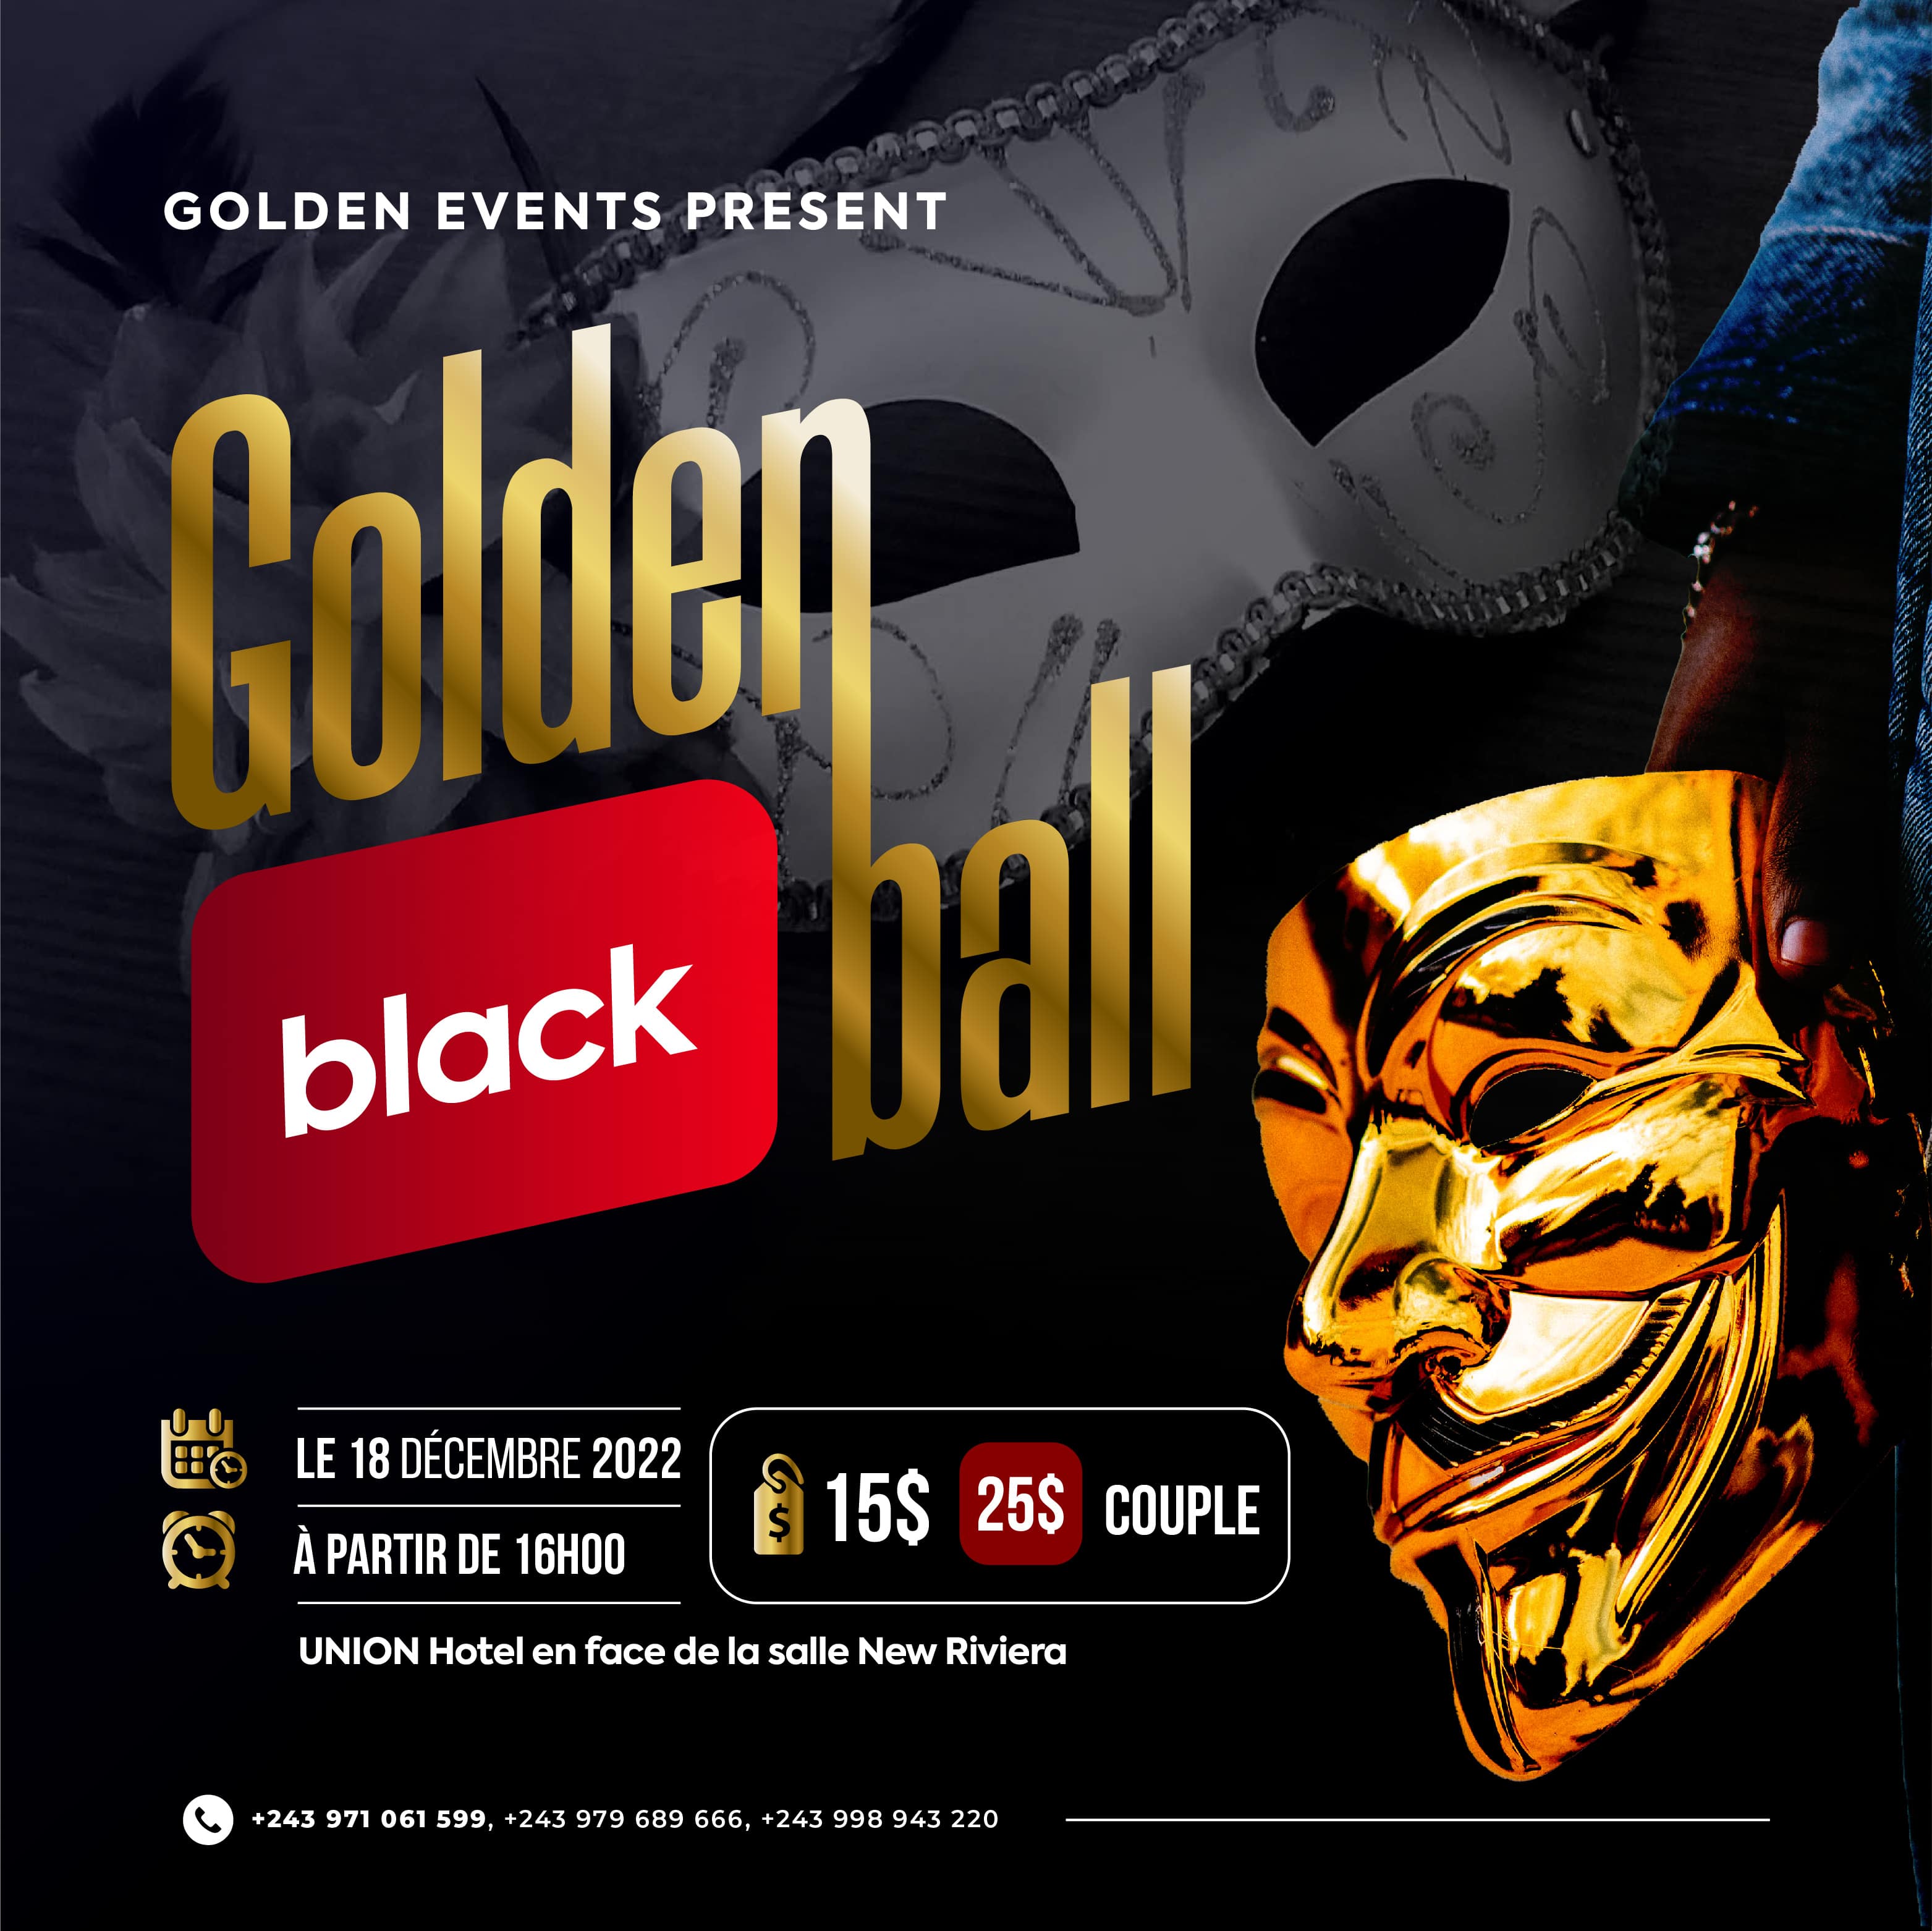 GOLDEN EVENTS PRESENT
Golden
black ball
LE 18 DÉCEMBRE 2022
À PARTIR DE 16H00
$ 15$ 25$ COUPLE
UNION Hotel en face de la salle New Riviera
+243 971 061 599, +243 979 689 666, +243 998 943 220